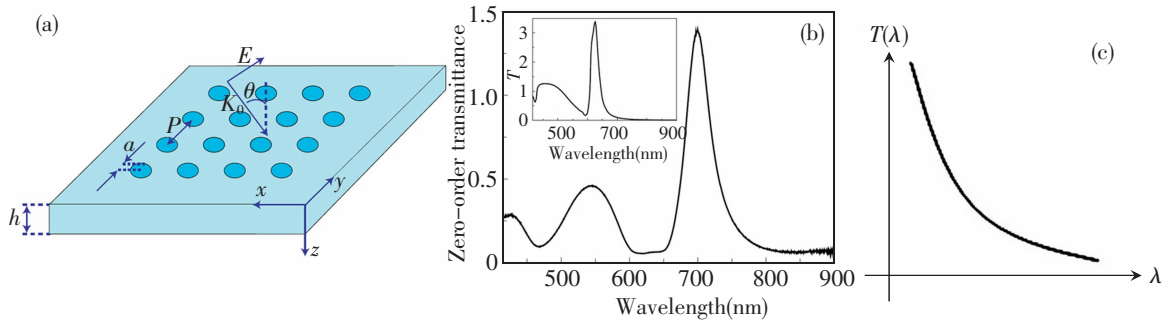 (a)
E
θ
K₀
P
a
x
y
h
z
(b)
Zero-order transmittance
1.5
1.0
0.5
0
500
600
700
800
900
Wavelength(nm)
T
3
2
1
0
500
700
900
Wavelength(nm)
(c)
T(λ)
λ